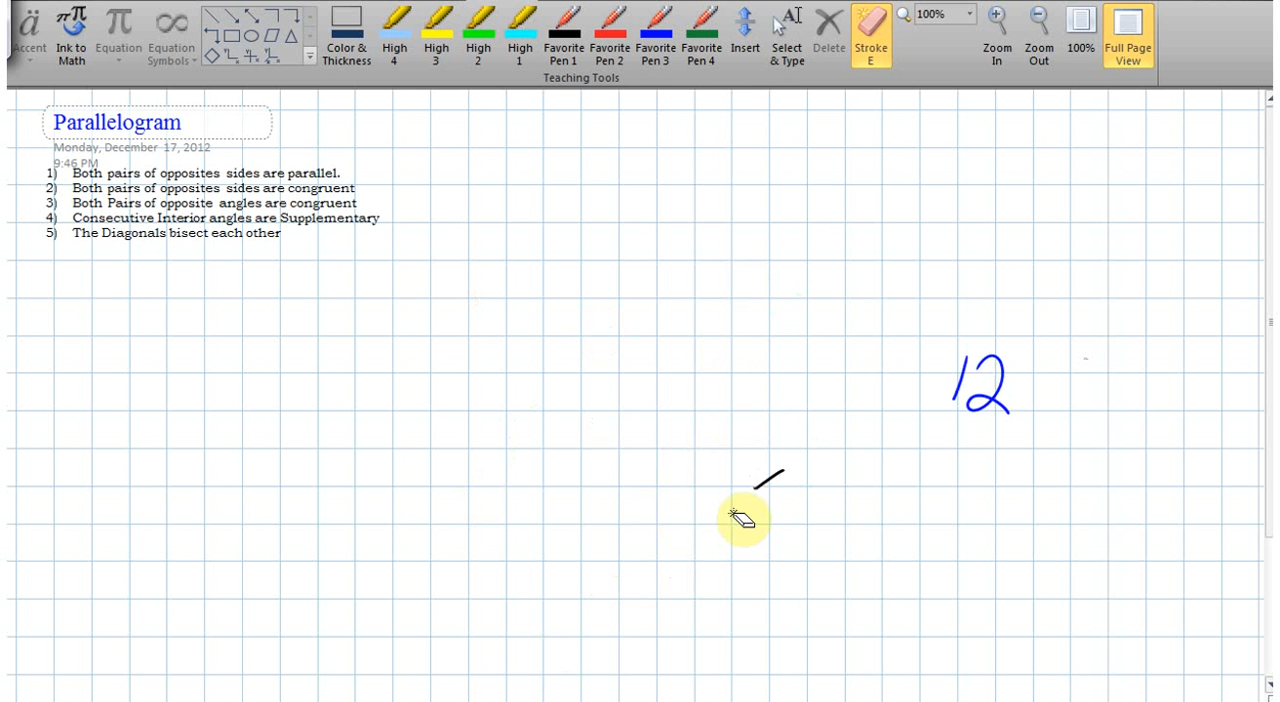 Accent
Ink to Math
Equation
Equation Symbols
Color & Thickness
High 4
High 3
High 2
High 1
Favorite Pen 1
Favorite Pen 2
Favorite Pen 3
Favorite Pen 4
Insert
Select & Type
Delete
Stroke E
100%
Zoom In
Zoom Out
100%
Full Page View
Teaching Tools
Parallelogram
Monday, December 17, 2012
9:46 PM
1) Both pairs of opposites sides are parallel.
2) Both pairs of opposites sides are congruent
3) Both Pairs of opposite angles are congruent
4) Consecutive Interior angles are Supplementary
5) The Diagonals bisect each other
12